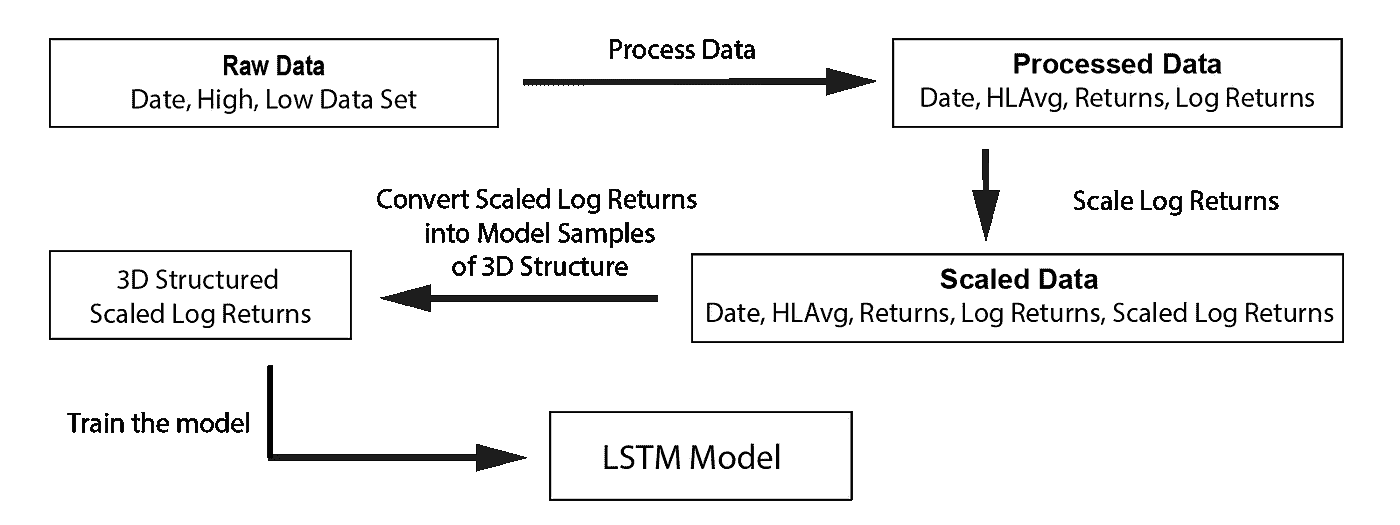 Raw Data
Date, High, Low Data Set
Process Data
Processed Data
Date, HLAvg, Returns, Log Returns
Scale Log Returns
Scaled Data
Date, HLAvg, Returns, Log Returns, Scaled Log Returns
Convert Scaled Log Returns
into Model Samples
of 3D Structure
3D Structured
Scaled Log Returns
Train the model
LSTM Model